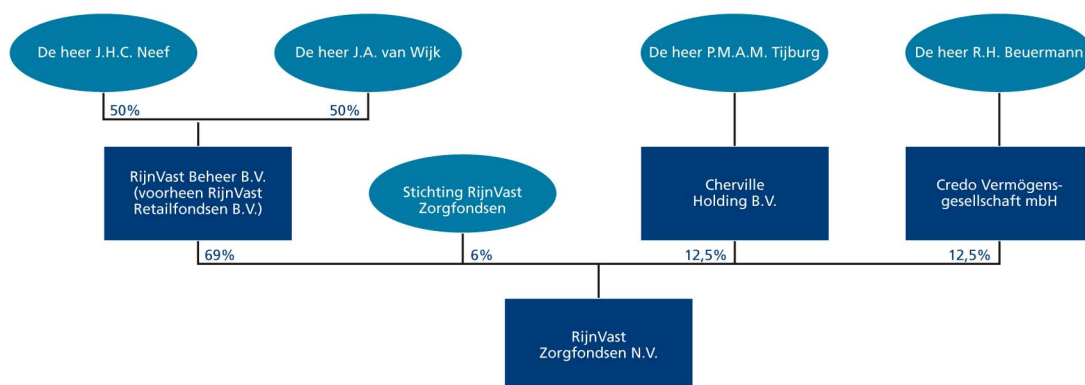 De heer J.H.C. Neef
De heer J.A. van Wijk
De heer P.M.A.M. Tijburg
De heer R.H. Beuermann
50%
50%
RijnVast Beheer B.V.
(voorheen RijnVast
Retailfondsen B.V.)
Stichting RijnVast
Zorgfondsen
Cherville
Holding B.V.
Credo Vermögens-
gesellschaft mbH
69%
6%
12,5%
12,5%
RijnVast
Zorgfondsen N.V.